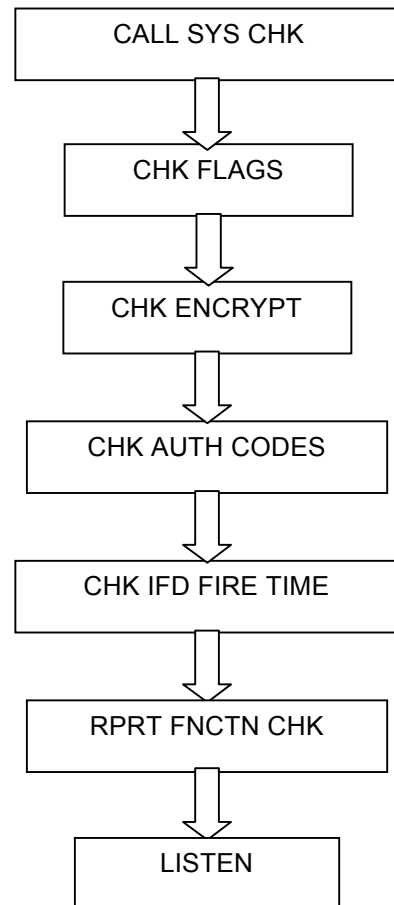 CALL SYS CHK
CHK FLAGS
CHK ENCRYPT
CHK AUTH CODES
CHK IFD FIRE TIME
RPRT FNCTN CHK
LISTEN